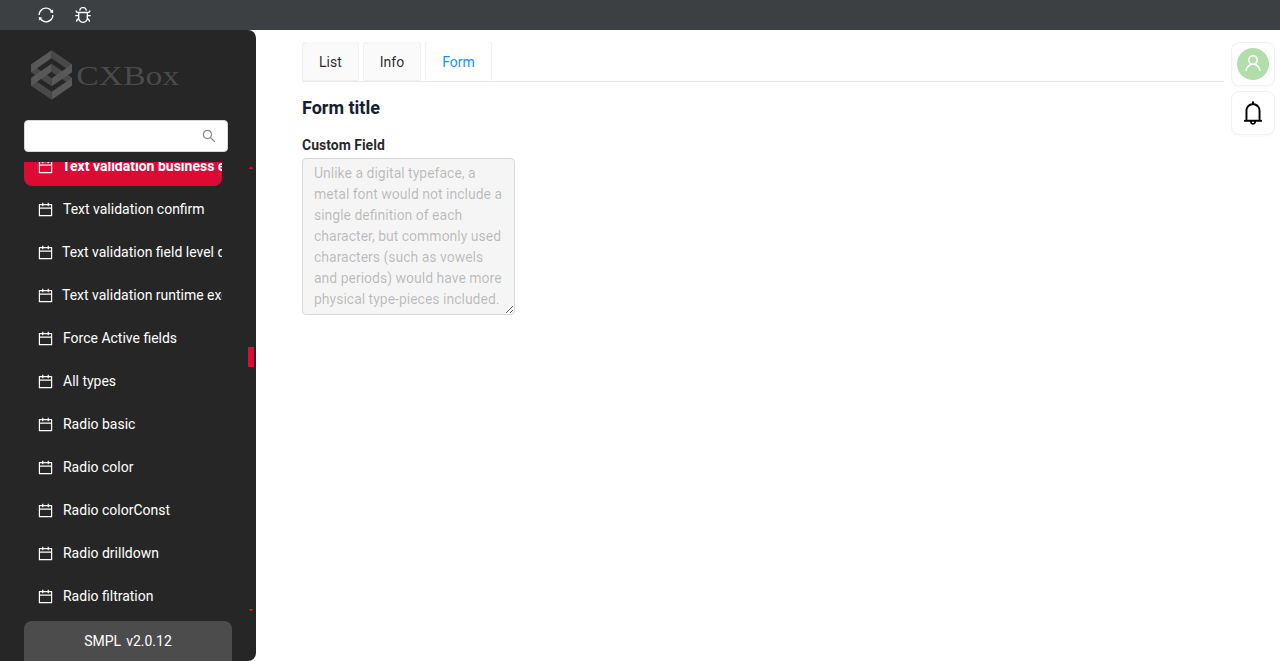 CXBox
Text validation business e
Text validation confirm
Text validation field level c
Text validation runtime ex
Force Active fields
All types
Radio basic
Radio color
Radio colorConst
Radio drilldown
Radio filtration
SMPL v2.0.12
List
Info
Form
Form title
Custom Field
Unlike a digital typeface, a
metal font would not include a
single definition of each
character, but commonly used
characters (such as vowels
and periods) would have more
physical type-pieces included.